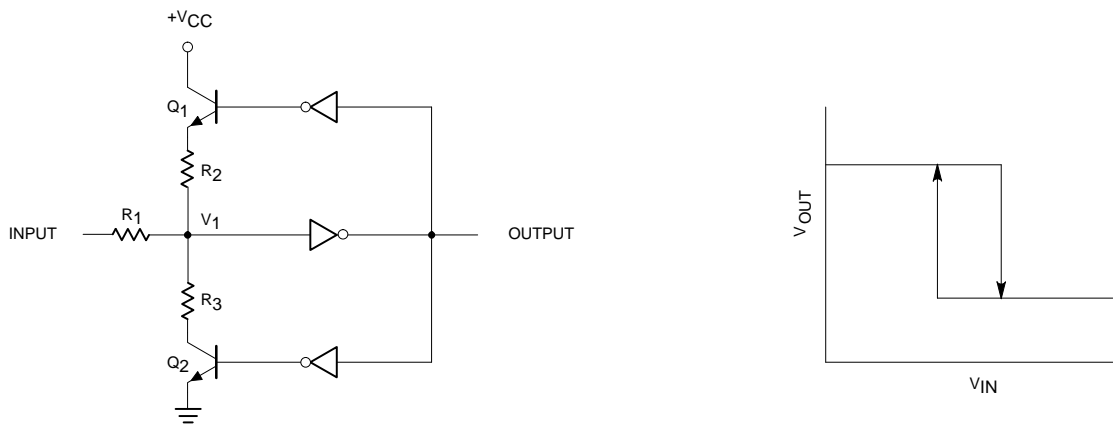 +VCC
Q1
R2
R1
V1
INPUT
OUTPUT
R3
Q2
VOUT
VIN